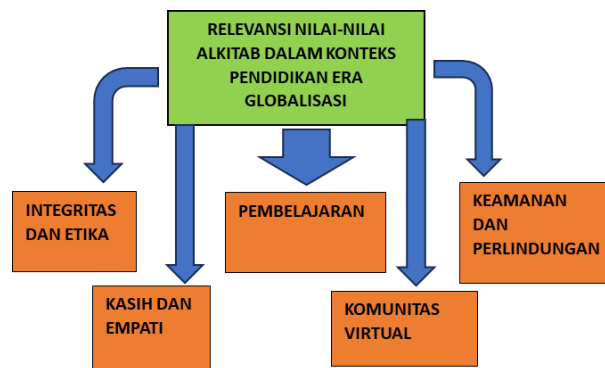 RELEVANSI NILAI-NILAI
ALKITAB DALAM KONTEKS
PENDIDIKAN ERA
GLOBALISASI
INTEGRITAS
DAN ETIKA
KASIH DAN
EMPATI
PEMBELAJARAN
KOMUNITAS
VIRTUAL
KEAMANAN
DAN
PERLINDUNGAN